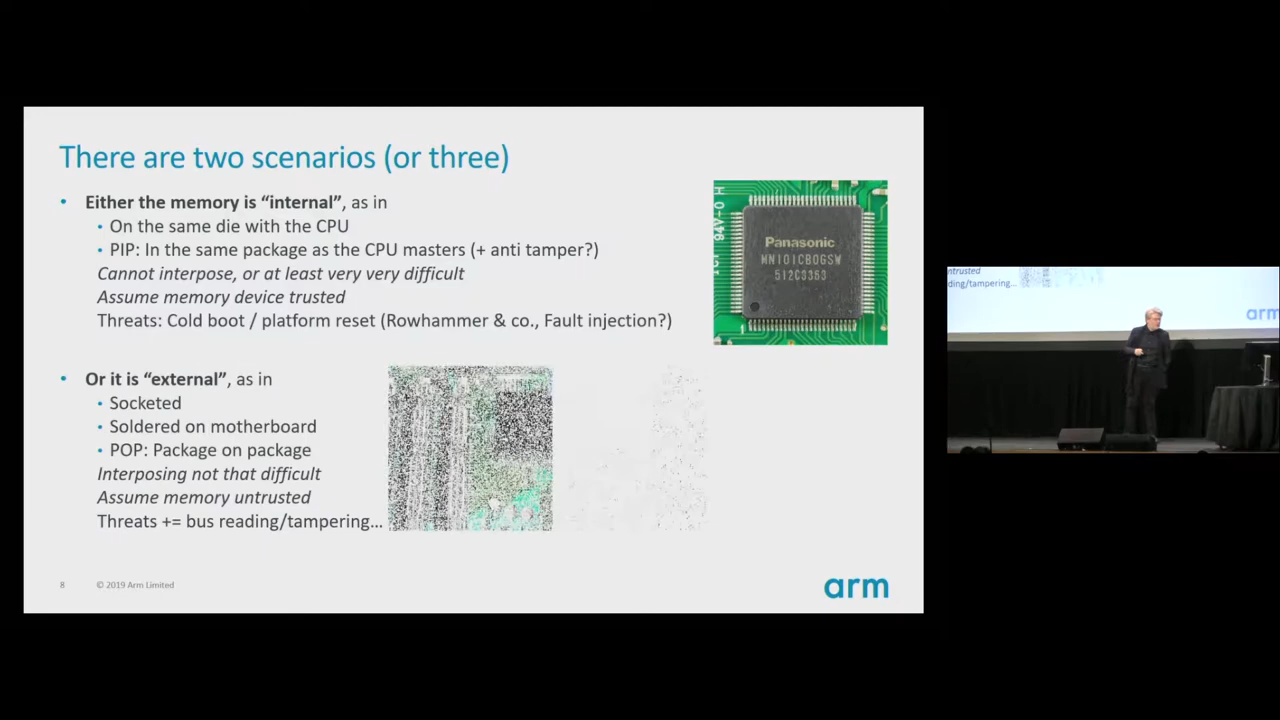 There are two scenarios (or three)
• Either the memory is “internal”, as in
• On the same die with the CPU
• PIP: In the same package as the CPU masters (+ anti tamper?)
Cannot interpose, or at least very very difficult
Assume memory device trusted
Threats: Cold boot / platform reset (Rowhammer & co., Fault injection?)
94V-0
Panasonic
MN101CB0GSW
512C3363
• Or it is “external”, as in
• Socketed
• Soldered on motherboard
• POP: Package on package
Interposing not that difficult
Assume memory untrusted
Threats += bus reading/tampering…
8
© 2019 Arm Limited
arm
untrusted
ding/tampering...
arm